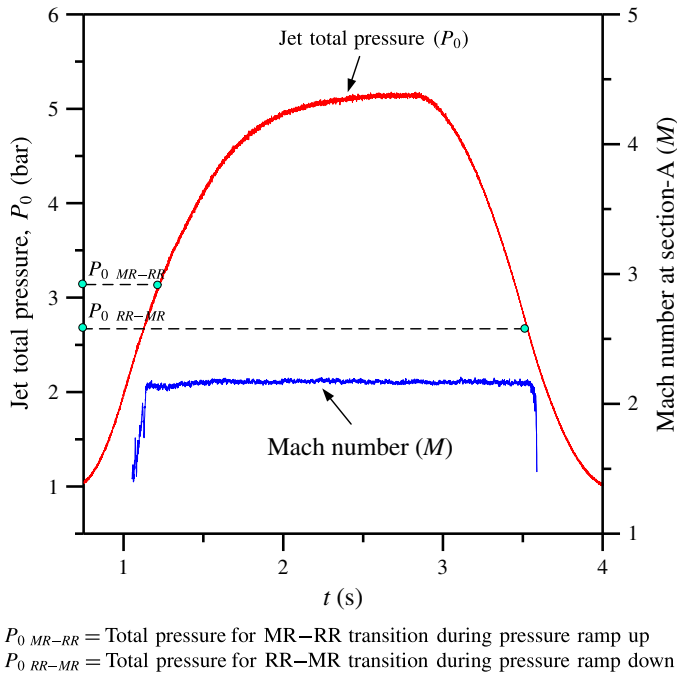 6
5
4
3
2
1
5
4
3
2
1
1
2
3
4
Jet total pressure, P0 (bar)
Mach number at section-A (M)
t (s)
Jet total pressure (P0)
P0 MR−RR
P0 RR−MR
Mach number (M)
P0 MR−RR = Total pressure for MR−RR transition during pressure ramp up
P0 RR−MR = Total pressure for RR−MR transition during pressure ramp down